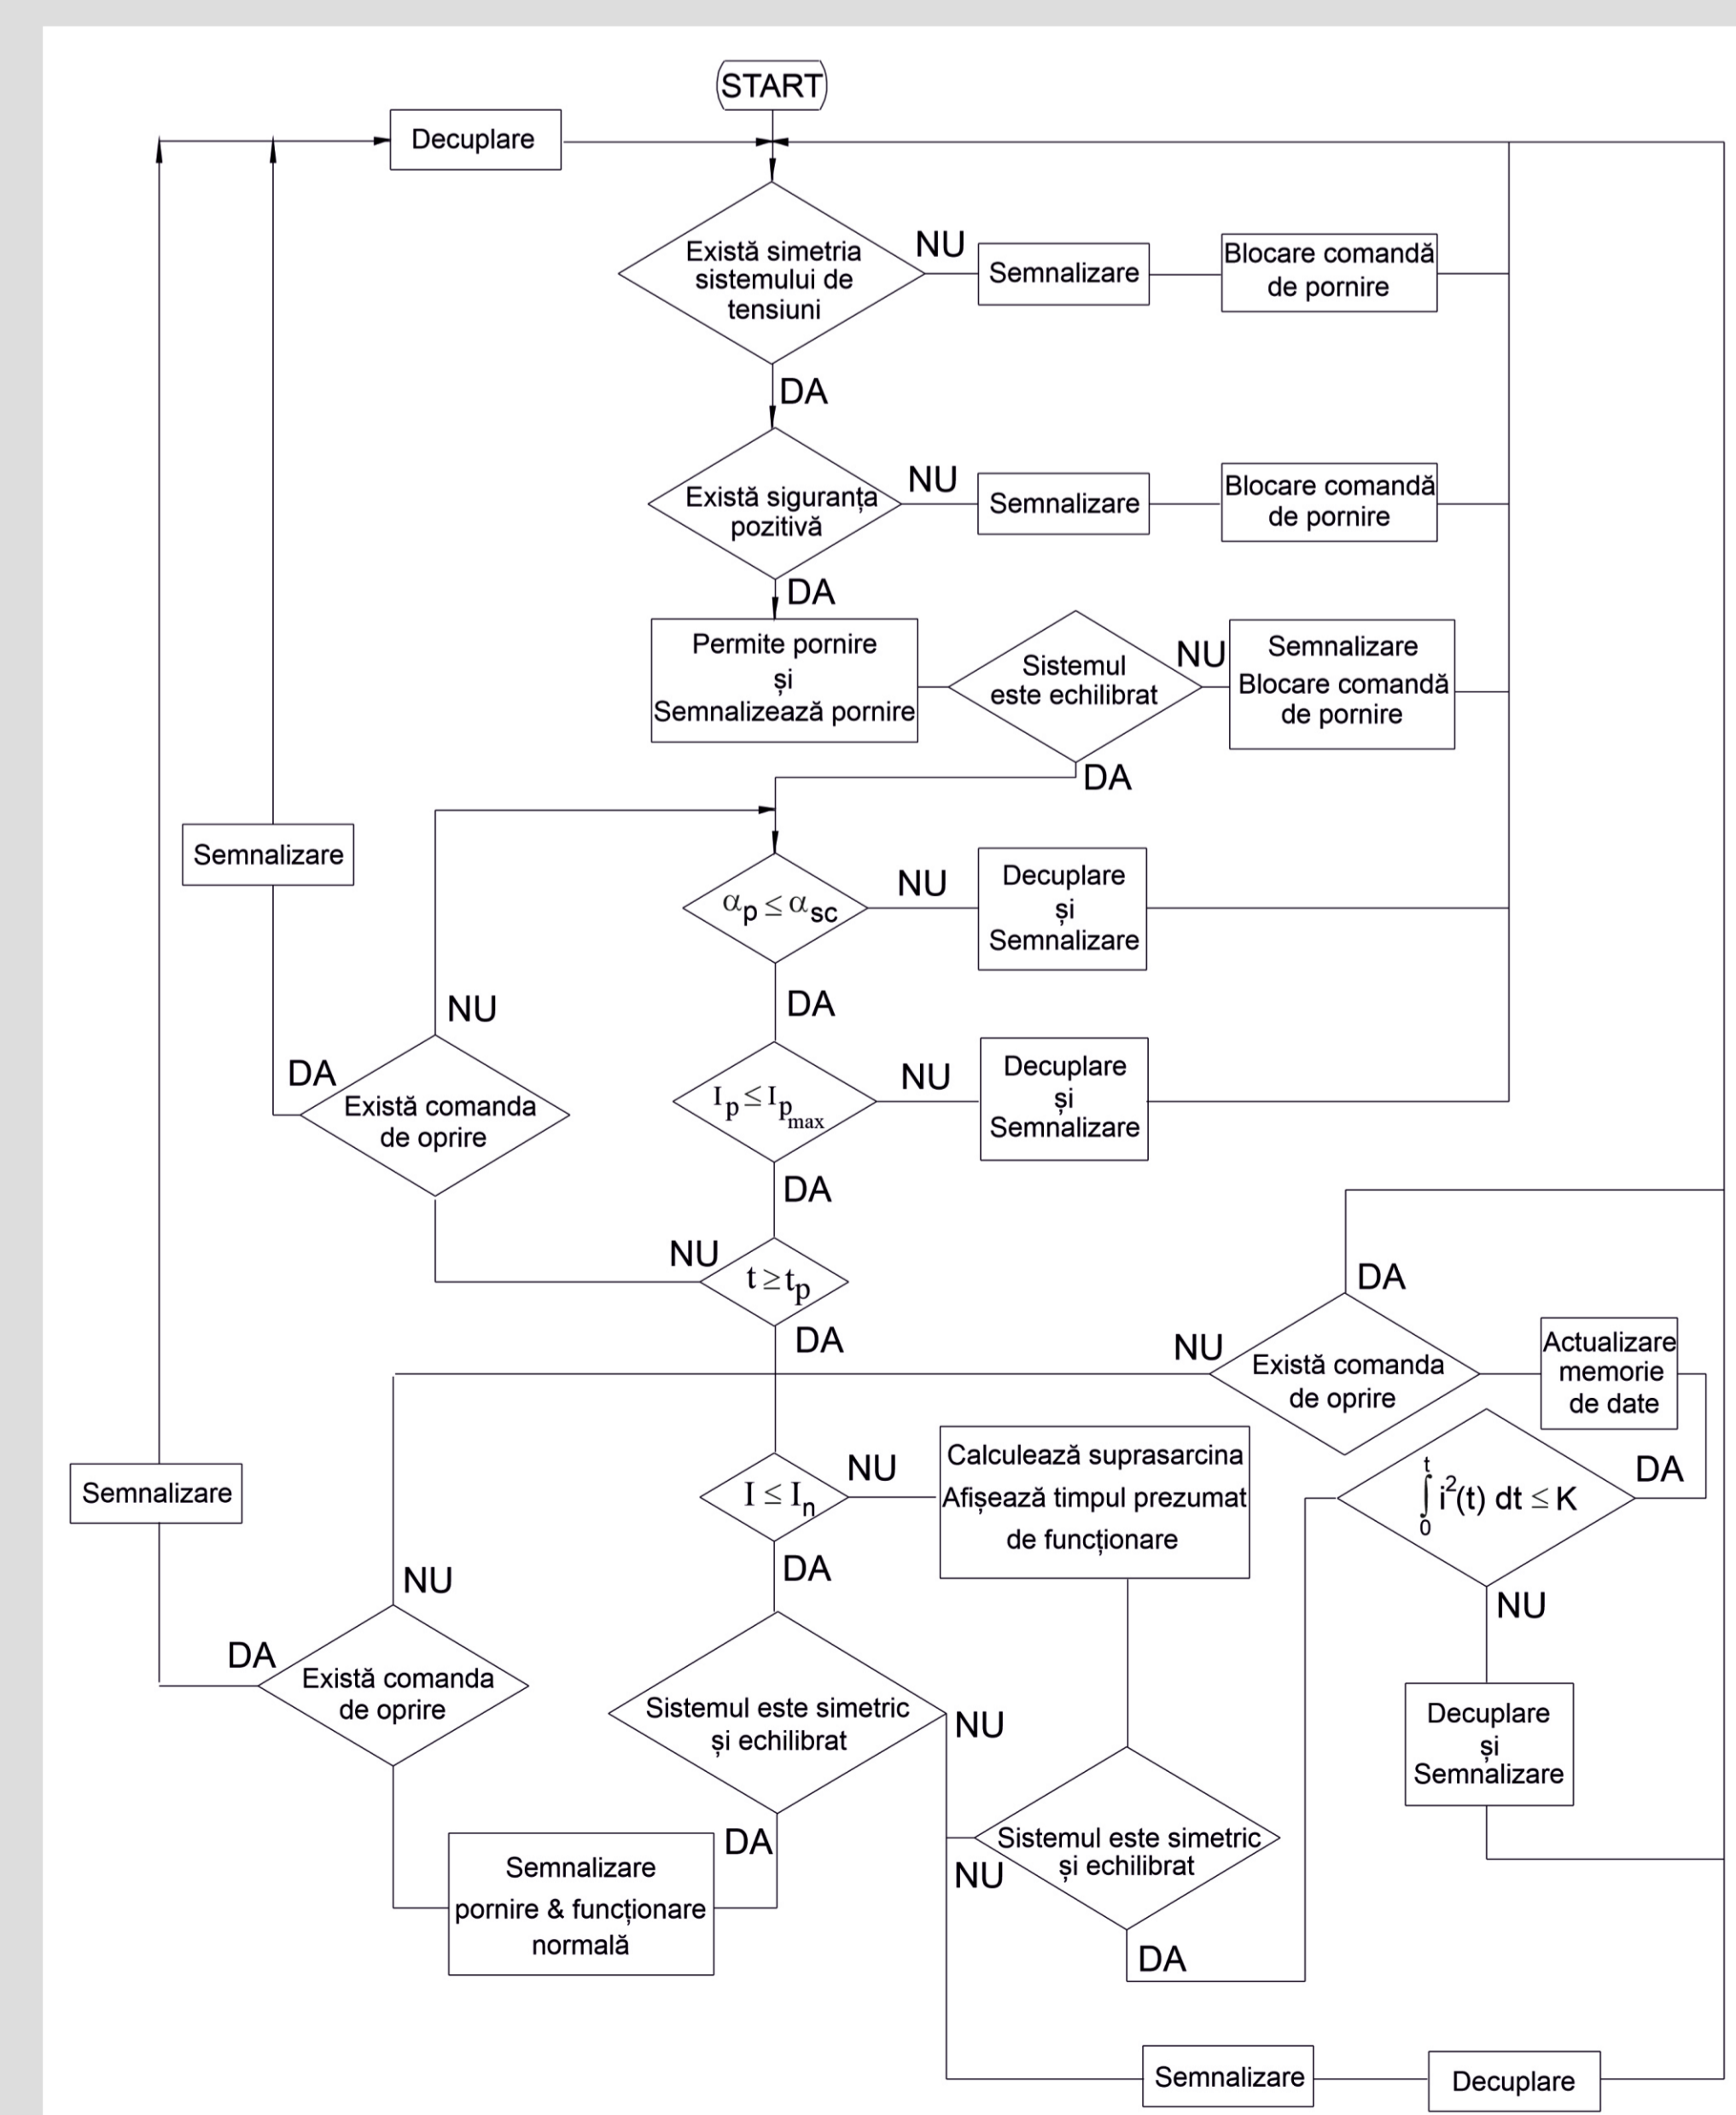 START
Decuplare
Există simetria
sistemului de
tensiuni
NU
Semnalizare
Blocare comandă
de pornire
DA
Există siguranța
pozitivă
NU
Semnalizare
Blocare comandă
de pornire
DA
Permite pornire
și
Semnalizează pornire
Sistemul
este echilibrat
NU
Semnalizare
Blocare comandă
de pornire
DA
Semnalizare
αp ≤ αsc
NU
Decuplare
și
Semnalizare
DA
NU
DA
Există comanda
de oprire
Ip ≤ Ipmax
NU
Decuplare
și
Semnalizare
DA
NU
t ≥ tp
DA
DA
NU
Există comanda
de oprire
Actualizare
memorie
de date
Semnalizare
I ≤ In
NU
Calculează suprasarcina
Afișează timpul prezumat
de funcționare
t
∫ i²(t) dt ≤ K
0
DA
NU
DA
NU
DA
Există comanda
de oprire
Sistemul este simetric
și echilibrat
NU
Decuplare
și
Semnalizare
DA
Semnalizare
pornire & funcționare
normală
Sistemul este simetric
și echilibrat
NU
DA
Semnalizare
Decuplare